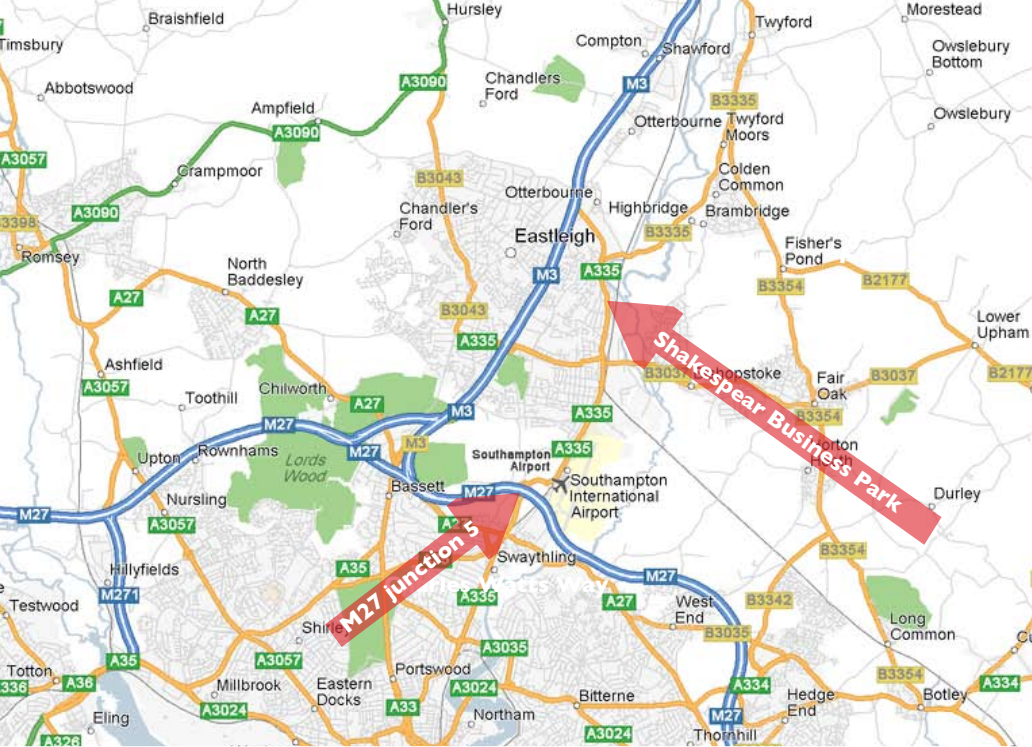 Hursley
Braishfield
Twyford
Morestead
Timsbury
Compton
Shawford
Owslebury
Bottom
Abbotswood
A3090
Chandlers
Ford
M3
B3335
Ampfield
A3090
Otterbourne
Twyford
Moors
Owslebury
A3057
Crampmoor
B3043
Colden
Common
Otterbourne
A3090
Chandler's
Ford
Highbridge
Brambridge
3398
B3335
Eastleigh
Fisher's
Pond
Romsey
North
Baddesley
M3
A335
B3354
B2177
A27
A27
B3043
Lower
Upham
A335
Shakespear Business Park
Ashfield
A3057
Chilworth
B3037
B3037
B2177
Fair
Oak
Toothill
A27
M3
A335
B3354
M27
M27
M3
A335
Upton
Rownhams
Lords
Wood
Southampton
Airport
Bassett
M27
Southampton
International
Airport
Nursling
Durley
M27
A3057
M27 junction 5
B3354
Swaythling
Hillyfields
A35
M27
M271
A335
A27
B3342
Testwood
West
End
Long
Common
B3035
A3035
A35
A3057
Totton
Portswood
B3354
336
A36
Millbrook
Eastern
Docks
A3024
A334
A334
Bitterne
Hedge
End
Botley
A3024
A33
Northam
M27
Eling
A326
A3024
Thornhill